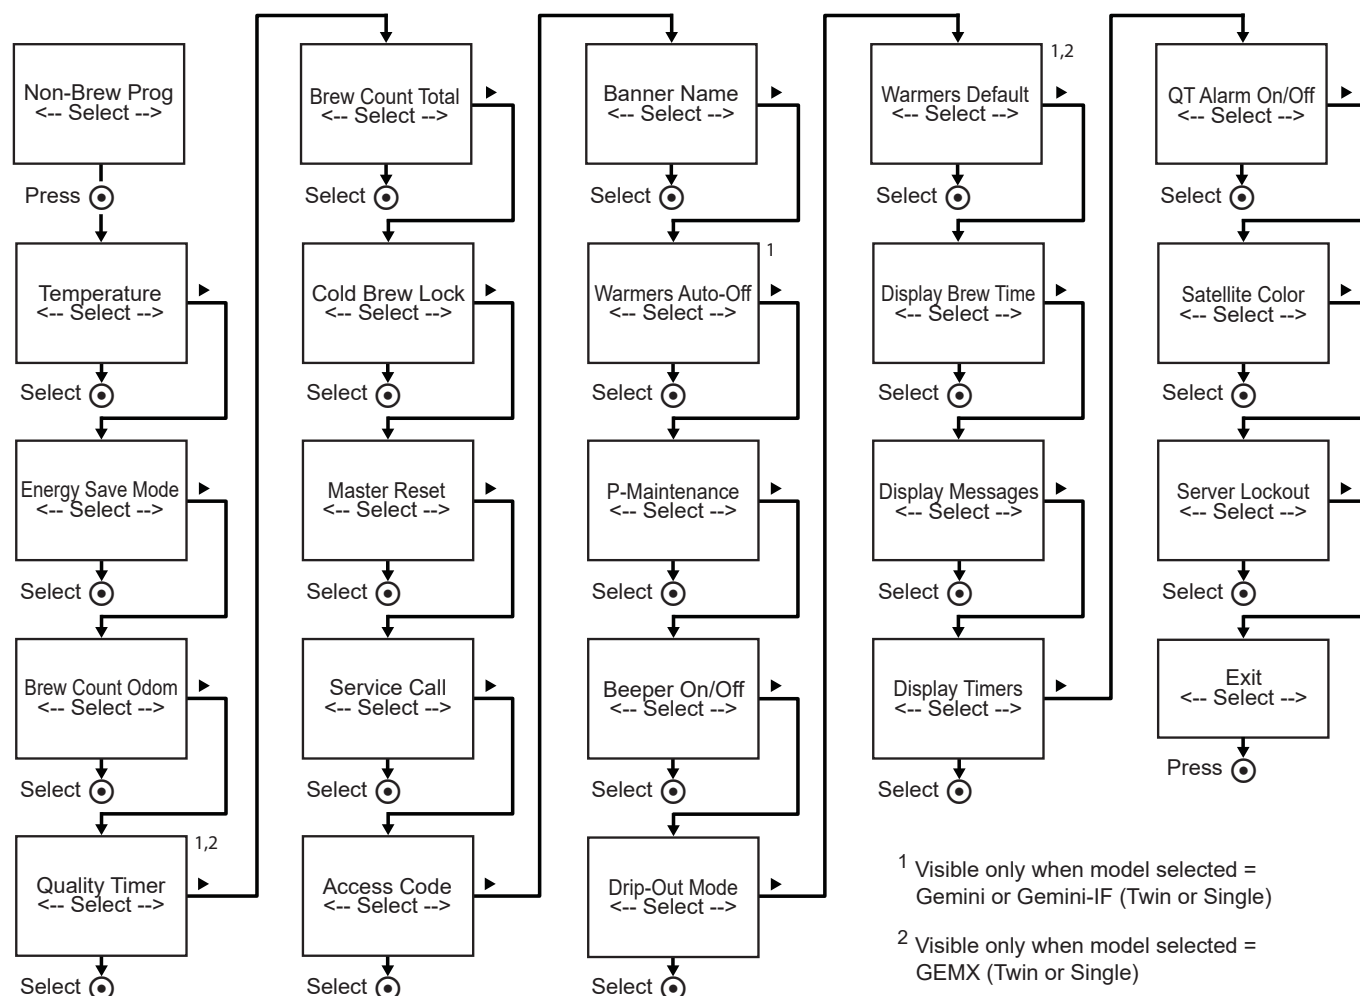 Non-Brew Prog
<-- Select -->
Press
Temperature
<-- Select -->
Select
Energy Save Mode
<-- Select -->
Select
Brew Count Odom
<-- Select -->
Select
1,2
Quality Timer
<-- Select -->
Select
Brew Count Total
<-- Select -->
Select
Cold Brew Lock
<-- Select -->
Select
Master Reset
<-- Select -->
Select
Service Call
<-- Select -->
Select
Access Code
<-- Select -->
Select
Banner Name
<-- Select -->
Select
1
Warmers Auto-Off
<-- Select -->
Select
P-Maintenance
<-- Select -->
Select
Beeper On/Off
<-- Select -->
Select
Drip-Out Mode
<-- Select -->
Select
1,2
Warmers Default
<-- Select -->
Select
Display Brew Time
<-- Select -->
Select
Display Messages
<-- Select -->
Select
Display Timers
<-- Select -->
Select
QT Alarm On/Off
<-- Select -->
Select
Satellite Color
<-- Select -->
Select
Server Lockout
<-- Select -->
Select
Exit
<-- Select -->
Press
1 Visible only when model selected =
Gemini or Gemini-IF (Twin or Single)
2 Visible only when model selected =
GEMX (Twin or Single)